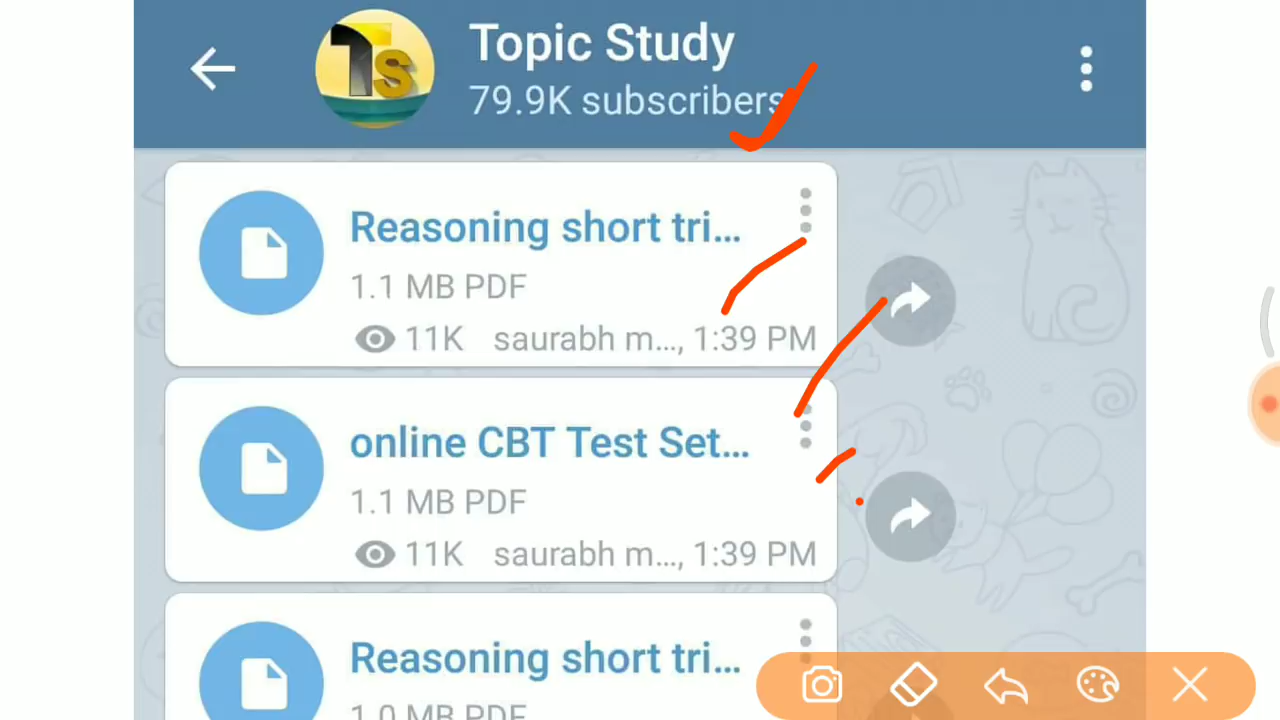 Topic Study
79.9K subscribers
TS
Reasoning short tri...
1.1 MB PDF
11K saurabh m..., 1:39 PM
online CBT Test Set...
1.1 MB PDF
11K saurabh m..., 1:39 PM
Reasoning short tri...
1.0 MB PDF